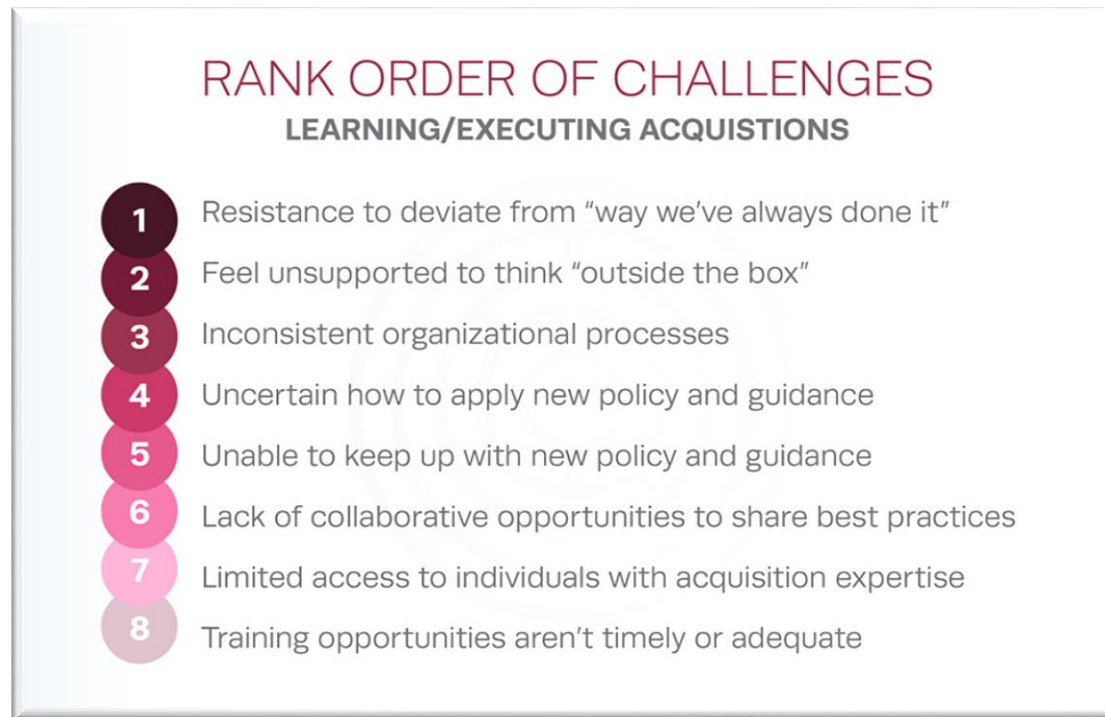 RANK ORDER OF CHALLENGES
LEARNING/EXECUTING ACQUISTIONS
1 Resistance to deviate from “way we’ve always done it”
2 Feel unsupported to think “outside the box”
3 Inconsistent organizational processes
4 Uncertain how to apply new policy and guidance
5 Unable to keep up with new policy and guidance
6 Lack of collaborative opportunities to share best practices
7 Limited access to individuals with acquisition expertise
8 Training opportunities aren’t timely or adequate